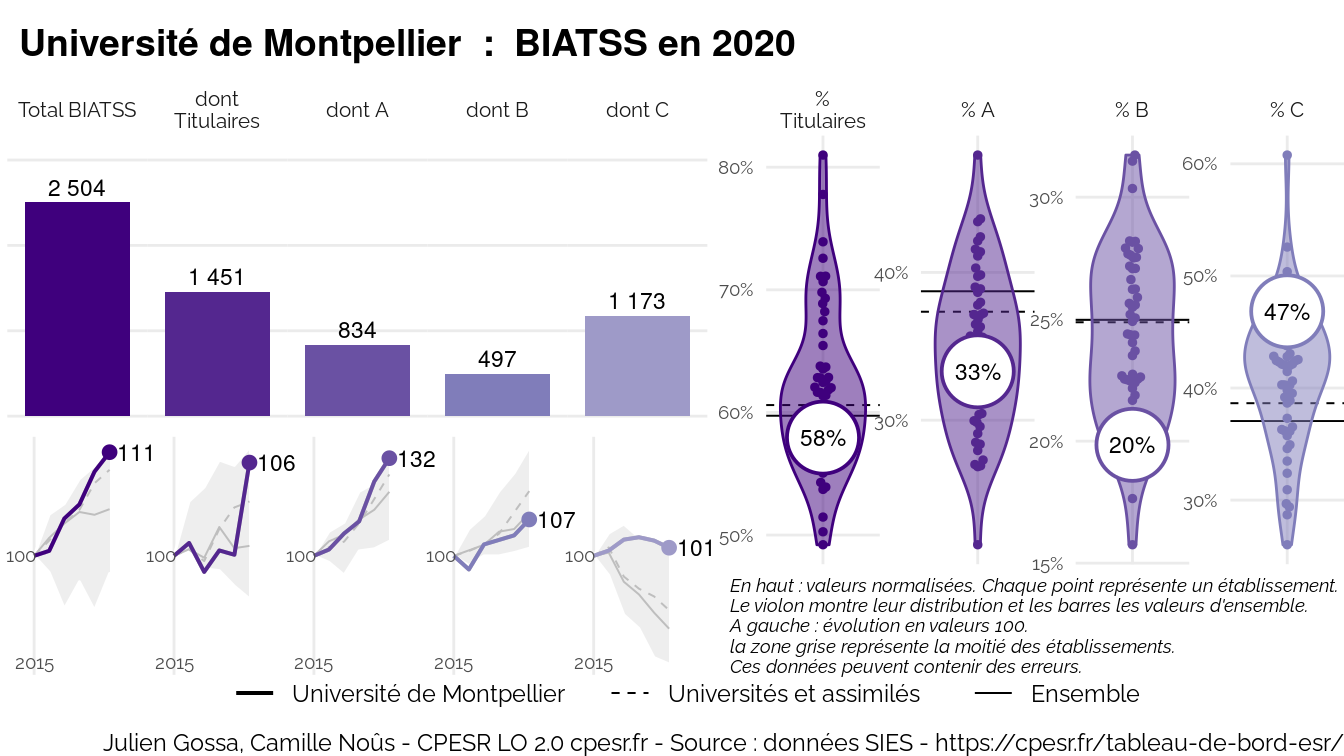 Université de Montpellier : BIATSS en 2020
Total BIATSS
dont
Titulaires
dont A
dont B
dont C
2 504
1 451
834
497
1 173
111
106
132
107
101
100
100
100
100
100
2015
2015
2015
2015
2015
%
Titulaires
% A
% B
% C
80%
70%
60%
50%
58%
40%
30%
33%
30%
25%
20%
15%
20%
60%
50%
40%
30%
47%
En haut : valeurs normalisées. Chaque point représente un établissement.
Le violon montre leur distribution et les barres les valeurs d'ensemble.
A gauche : évolution en valeurs 100.
la zone grise représente la moitié des établissements.
Ces données peuvent contenir des erreurs.
Université de Montpellier
Universités et assimilés
Ensemble
Julien Gossa, Camille Noûs - CPESR LO 2.0 cpesr.fr - Source : données SIES - https://cpesr.fr/tableau-de-bord-esr/